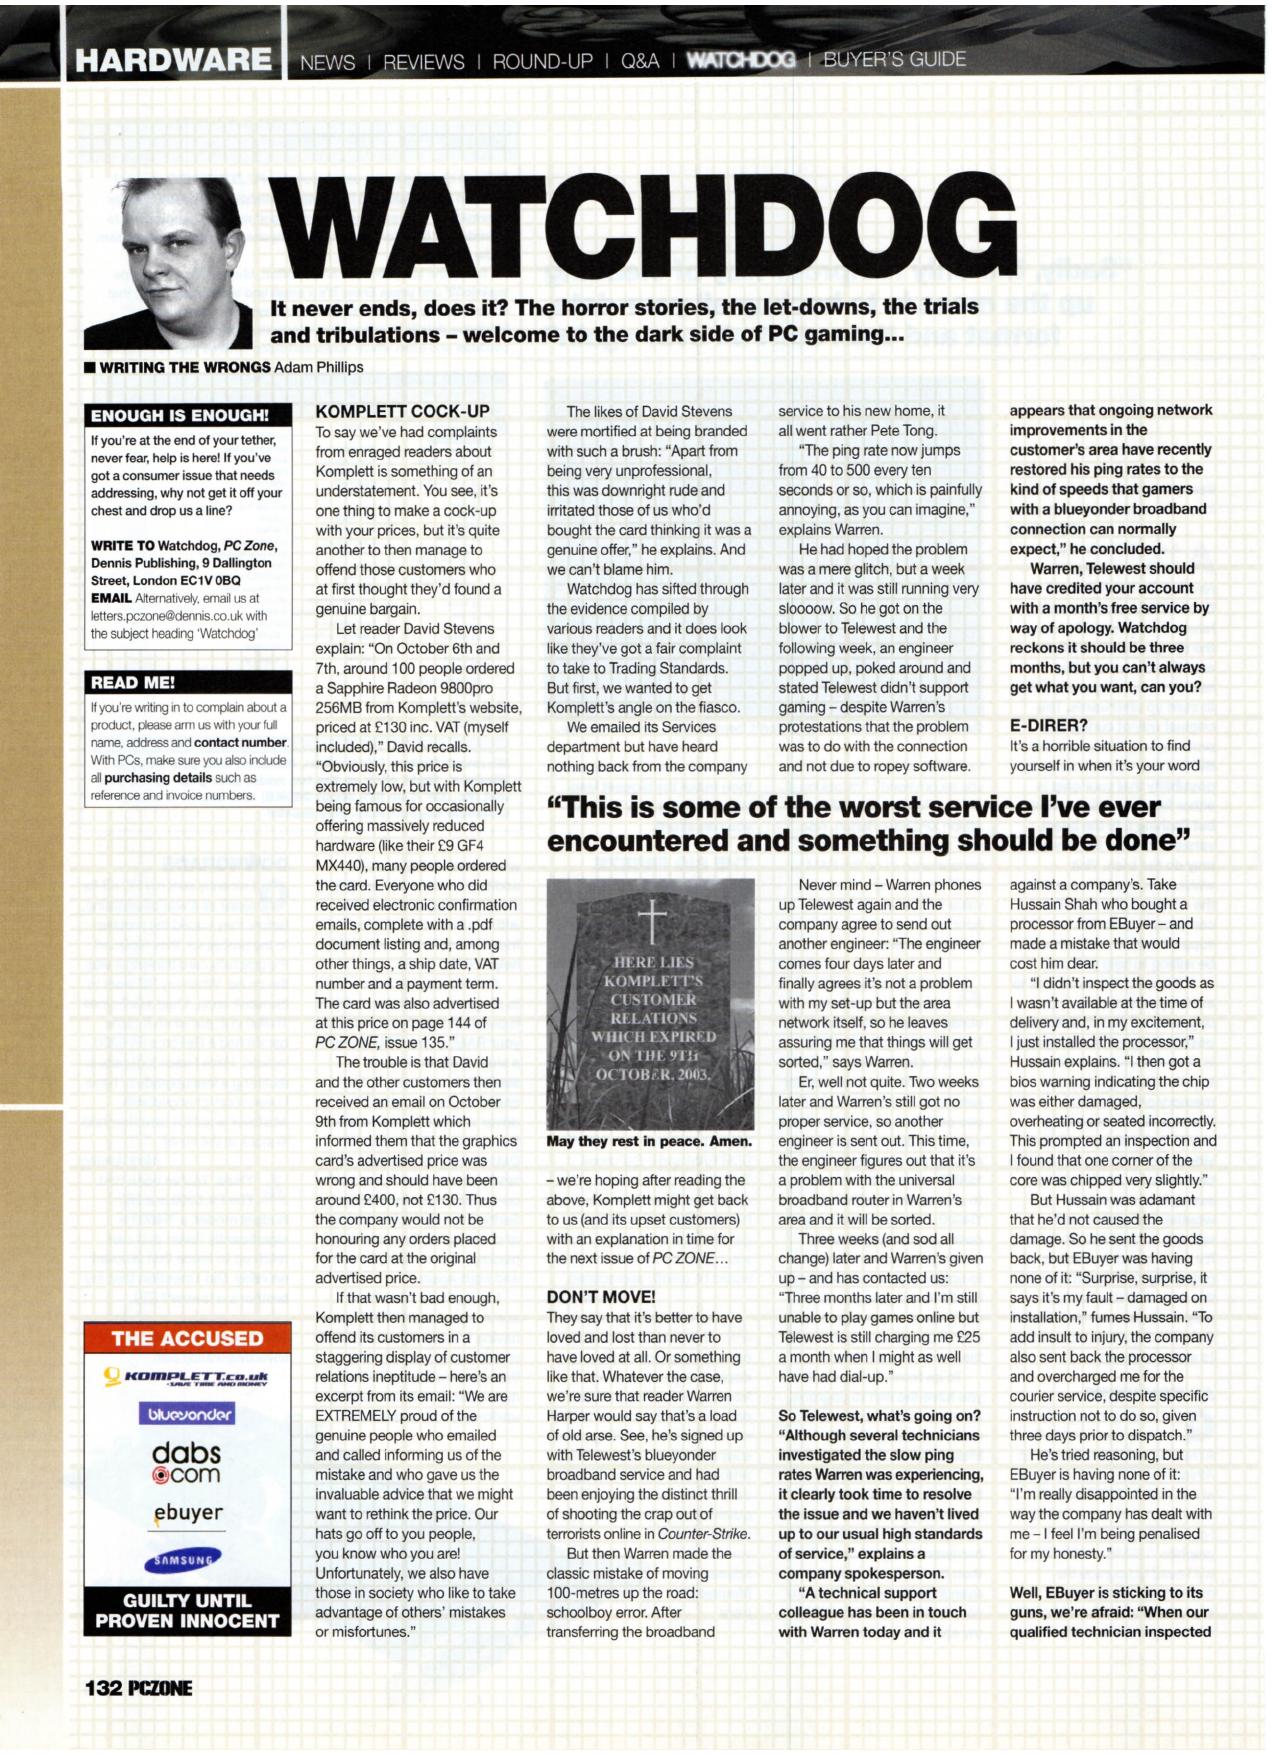 HARDWARE
NEWS | REVIEWS | ROUND-UP | Q&A | WATCHDOG | BUYER'S GUIDE
WATCHDOG
It never ends, does it? The horror stories, the let-downs, the trials
and tribulations – welcome to the dark side of PC gaming...
■ WRITING THE WRONGS Adam Phillips
ENOUGH IS ENOUGH!
If you're at the end of your tether,
never fear, help is here! If you've
got a consumer issue that needs
addressing, why not get it off your
chest and drop us a line?
WRITE TO Watchdog, PC Zone,
Dennis Publishing, 9 Dallington
Street, London EC1V 0BQ
EMAIL Alternatively, email us at
letters.pczone@dennis.co.uk with
the subject heading 'Watchdog'
READ ME!
If you're writing in to complain about a
product, please arm us with your full
name, address and contact number.
With PCs, make sure you also include
all purchasing details such as
reference and invoice numbers.
THE ACCUSED
KOMPLETT.co.uk
SAVE TIME AND MONEY
blueyonder
dabs
.com
ebuyer
SAMSUNG
GUILTY UNTIL
PROVEN INNOCENT
KOMPLETT COCK-UP
To say we've had complaints
from enraged readers about
Komplett is something of an
understatement. You see, it's
one thing to make a cock-up
with your prices, but it's quite
another to then manage to
offend those customers who
at first thought they'd found a
genuine bargain.
Let reader David Stevens
explain: "On October 6th and
7th, around 100 people ordered
a Sapphire Radeon 9800pro
256MB from Komplett's website,
priced at £130 inc. VAT (myself
included)," David recalls.
"Obviously, this price is
extremely low, but with Komplett
being famous for occasionally
offering massively reduced
hardware (like their £9 GF4
MX440), many people ordered
the card. Everyone who did
received electronic confirmation
emails, complete with a .pdf
document listing and, among
other things, a ship date, VAT
number and a payment term.
The card was also advertised
at this price on page 144 of
PC ZONE, issue 135."
The trouble is that David
and the other customers then
received an email on October
9th from Komplett which
informed them that the graphics
card's advertised price was
wrong and should have been
around £400, not £130. Thus
the company would not be
honouring any orders placed
for the card at the original
advertised price.
If that wasn't bad enough,
Komplett then managed to
offend its customers in a
staggering display of customer
relations ineptitude – here's an
excerpt from its email: "We are
EXTREMELY proud of the
genuine people who emailed
and called informing us of the
mistake and who gave us the
invaluable advice that we might
want to rethink the price. Our
hats go off to you people,
you know who you are!
Unfortunately, we also have
those in society who like to take
advantage of others' mistakes
or misfortunes."
The likes of David Stevens
were mortified at being branded
with such a brush: "Apart from
being very unprofessional,
this was downright rude and
irritated those of us who'd
bought the card thinking it was a
genuine offer," he explains. And
we can't blame him.
Watchdog has sifted through
the evidence compiled by
various readers and it does look
like they've got a fair complaint
to take to Trading Standards.
But first, we wanted to get
Komplett's angle on the fiasco.
We emailed its Services
department but have heard
nothing back from the company
"This is some of the worst service I've ever
encountered and something should be done"
HERE LIES
KOMPLETT'S
CUSTOMER
RELATIONS
WHICH EXPIRED
ON THE 9TH
OCTOBER, 2003.
May they rest in peace. Amen.
– we're hoping after reading the
above, Komplett might get back
to us (and its upset customers)
with an explanation in time for
the next issue of PC ZONE...
DON'T MOVE!
They say that it's better to have
loved and lost than never to
have loved at all. Or something
like that. Whatever the case,
we're sure that reader Warren
Harper would say that's a load
of old arse. See, he's signed up
with Telewest's blueyonder
broadband service and had
been enjoying the distinct thrill
of shooting the crap out of
terrorists online in Counter-Strike.
But then Warren made the
classic mistake of moving
100-metres up the road:
schoolboy error. After
transferring the broadband
service to his new home, it
all went rather Pete Tong.
"The ping rate now jumps
from 40 to 500 every ten
seconds or so, which is painfully
annoying, as you can imagine,"
explains Warren.
He had hoped the problem
was a mere glitch, but a week
later and it was still running very
sloooow. So he got on the
blower to Telewest and the
following week, an engineer
popped up, poked around and
stated Telewest didn't support
gaming – despite Warren's
protestations that the problem
was to do with the connection
and not due to ropey software.
Never mind – Warren phones
up Telewest again and the
company agree to send out
another engineer: "The engineer
comes four days later and
finally agrees it's not a problem
with my set-up but the area
network itself, so he leaves
assuring me that things will get
sorted," says Warren.
Er, well not quite. Two weeks
later and Warren's still got no
proper service, so another
engineer is sent out. This time,
the engineer figures out that it's
a problem with the universal
broadband router in Warren's
area and it will be sorted.
Three weeks (and sod all
change) later and Warren's given
up – and has contacted us:
"Three months later and I'm still
unable to play games online but
Telewest is still charging me £25
a month when I might as well
have had dial-up."
So Telewest, what's going on?
"Although several technicians
investigated the slow ping
rates Warren was experiencing,
it clearly took time to resolve
the issue and we haven't lived
up to our usual high standards
of service," explains a
company spokesperson.
"A technical support
colleague has been in touch
with Warren today and it
appears that ongoing network
improvements in the
customer's area have recently
restored his ping rates to the
kind of speeds that gamers
with a blueyonder broadband
connection can normally
expect," he concluded.
Warren, Telewest should
have credited your account
with a month's free service by
way of apology. Watchdog
reckons it should be three
months, but you can't always
get what you want, can you?
E-DIRER?
It's a horrible situation to find
yourself in when it's your word
against a company's. Take
Hussain Shah who bought a
processor from EBuyer – and
made a mistake that would
cost him dear.
"I didn't inspect the goods as
I wasn't available at the time of
delivery and, in my excitement,
I just installed the processor,"
Hussain explains. "I then got a
bios warning indicating the chip
was either damaged,
overheating or seated incorrectly.
This prompted an inspection and
I found that one corner of the
core was chipped very slightly."
But Hussain was adamant
that he'd not caused the
damage. So he sent the goods
back, but EBuyer was having
none of it: "Surprise, surprise, it
says it's my fault – damaged on
installation," fumes Hussain. "To
add insult to injury, the company
also sent back the processor
and overcharged me for the
courier service, despite specific
instruction not to do so, given
three days prior to dispatch."
He's tried reasoning, but
EBuyer is having none of it:
"I'm really disappointed in the
way the company has dealt with
me – I feel I'm being penalised
for my honesty."
Well, EBuyer is sticking to its
guns, we're afraid: "When our
qualified technician inspected
132 PCZONE